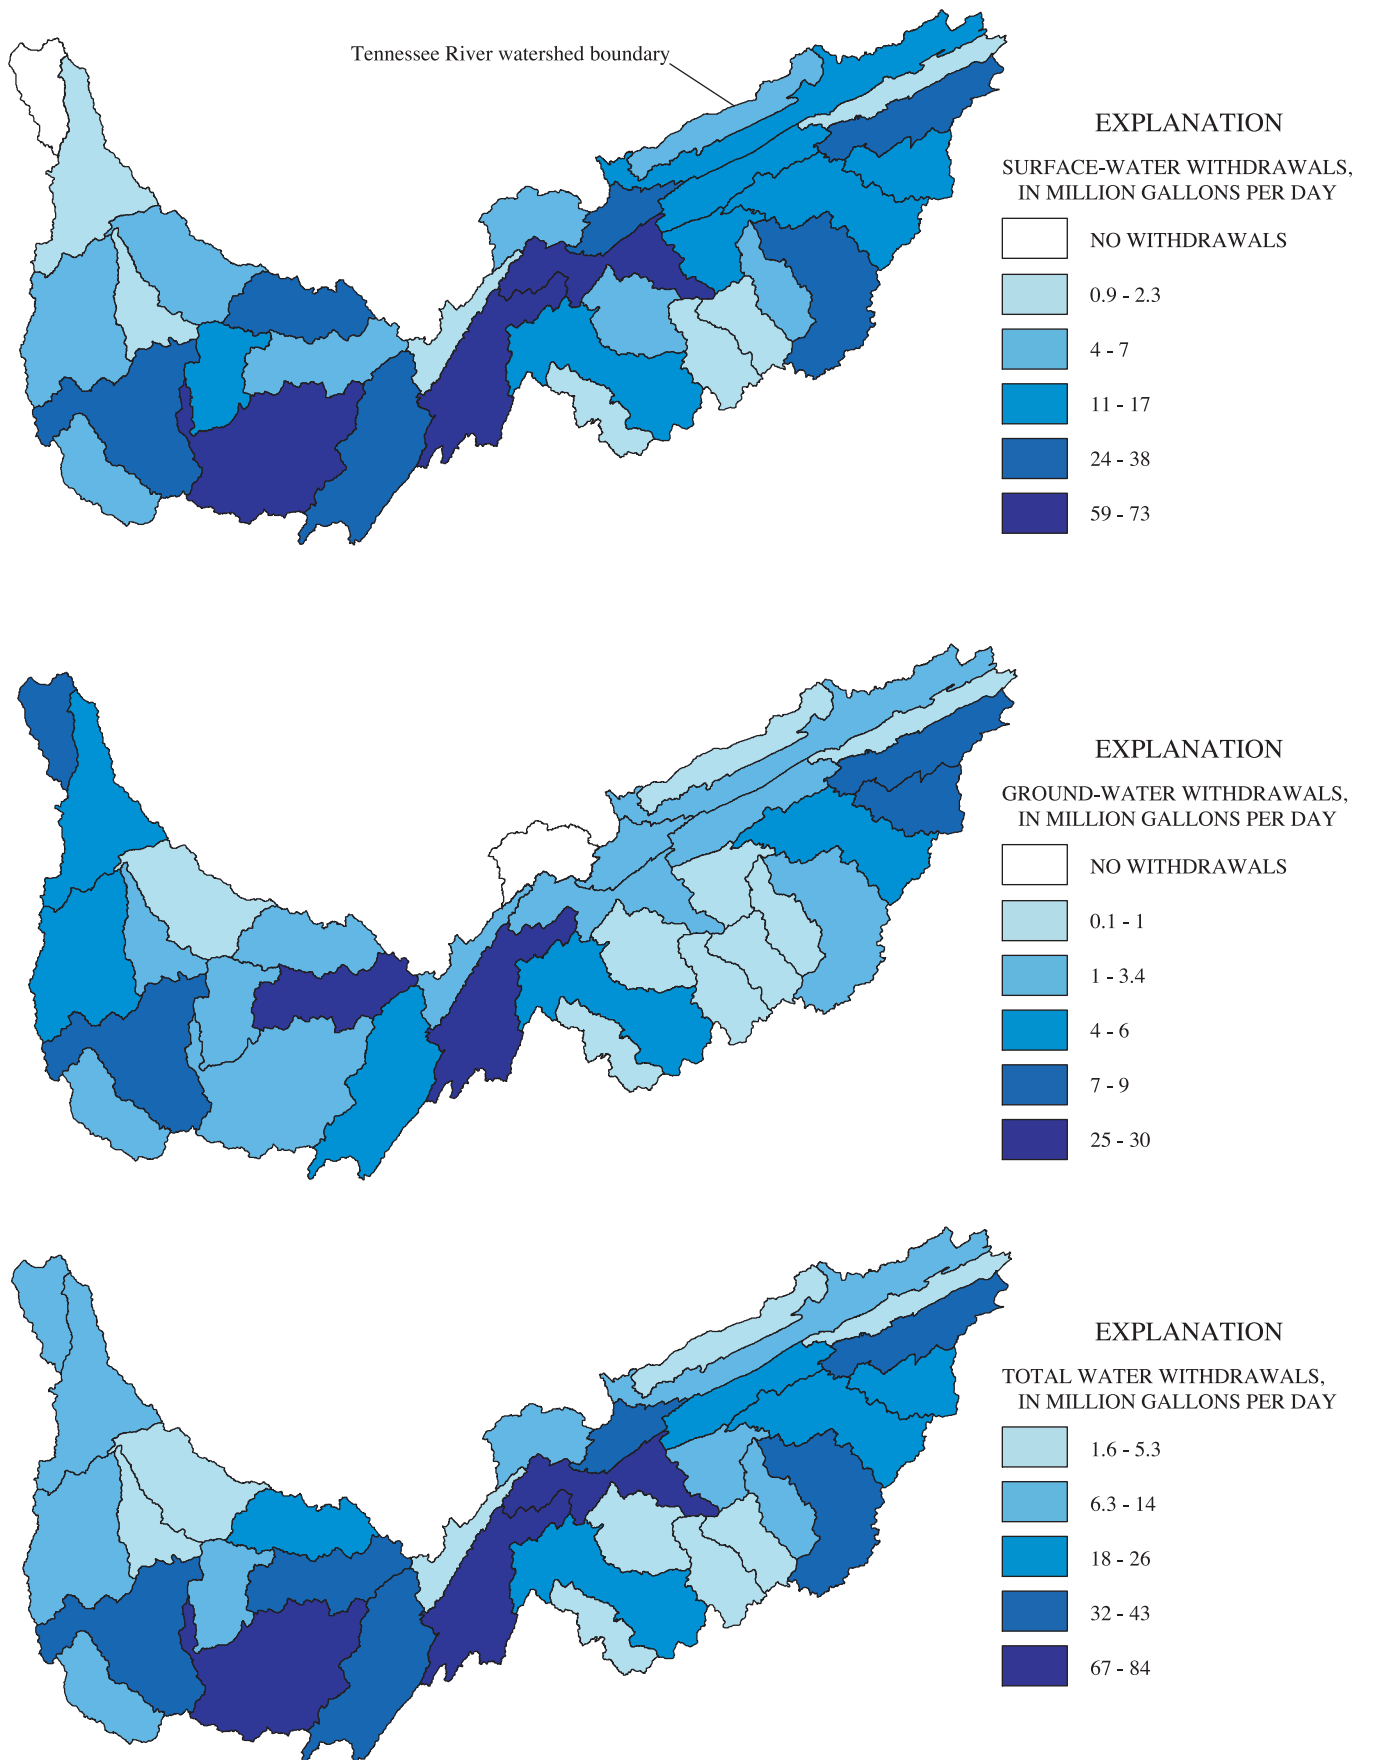 Tennessee River watershed boundary
EXPLANATION
SURFACE-WATER WITHDRAWALS,
IN MILLION GALLONS PER DAY
NO WITHDRAWALS
0.9 - 2.3
4 - 7
11 - 17
24 - 38
59 - 73
EXPLANATION
GROUND-WATER WITHDRAWALS,
IN MILLION GALLONS PER DAY
NO WITHDRAWALS
0.1 - 1
1 - 3.4
4 - 6
7 - 9
25 - 30
EXPLANATION
TOTAL WATER WITHDRAWALS,
IN MILLION GALLONS PER DAY
1.6 - 5.3
6.3 - 14
18 - 26
32 - 43
67 - 84